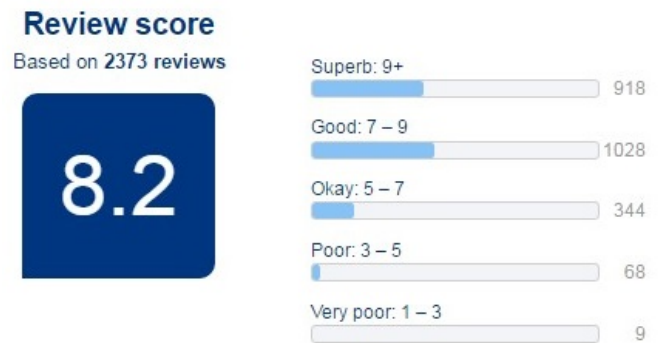 Review score
Based on 2373 reviews
8.2
Superb: 9+
918
Good: 7 – 9
1028
Okay: 5 – 7
344
Poor: 3 – 5
68
Very poor: 1 – 3
9